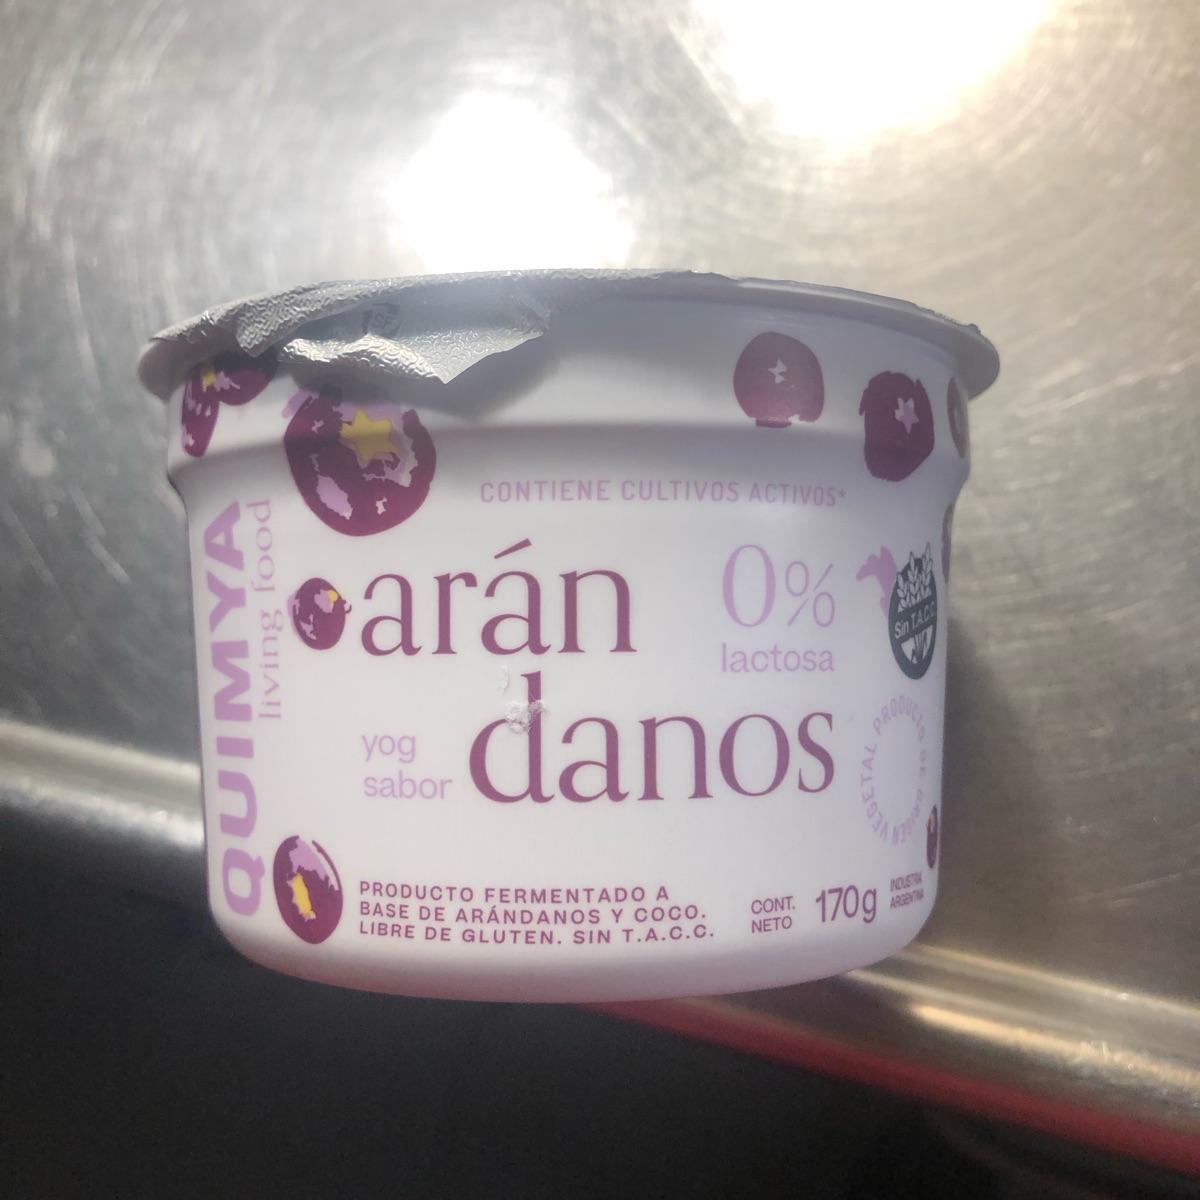 QUIMYA
living food
CONTIENE CULTIVOS ACTIVOS*
arán
danos
yog
sabor
0%
lactosa
Sin T.A.C.C.
PRODUCTO DE ORIGEN VEGETAL
PRODUCTO FERMENTADO A
BASE DE ARÁNDANOS Y COCO.
LIBRE DE GLUTEN. SIN T.A.C.C.
CONT.
NETO
170g
INDUSTRIA
ARGENTINA